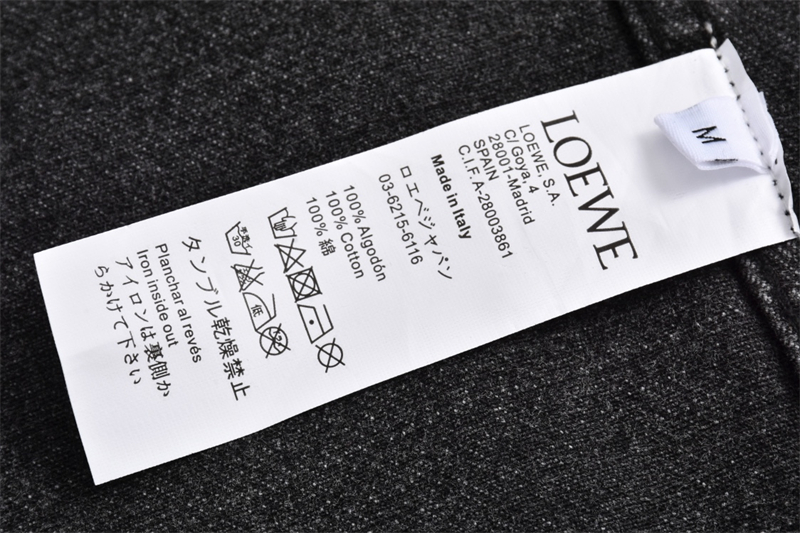 M
LOEWE
LOEWE, S.A.
C/ Goya, 4
28001-Madrid
SPAIN
C.I.F. A-28003861
Made in Italy
ロエベジャパン
03-6215-6116
100% Algodón
100% Cotton
100% 綿
低
タンブル乾燥禁止
Planchar al revés
Iron inside out
アイロンは裏側か
らかけて下さい